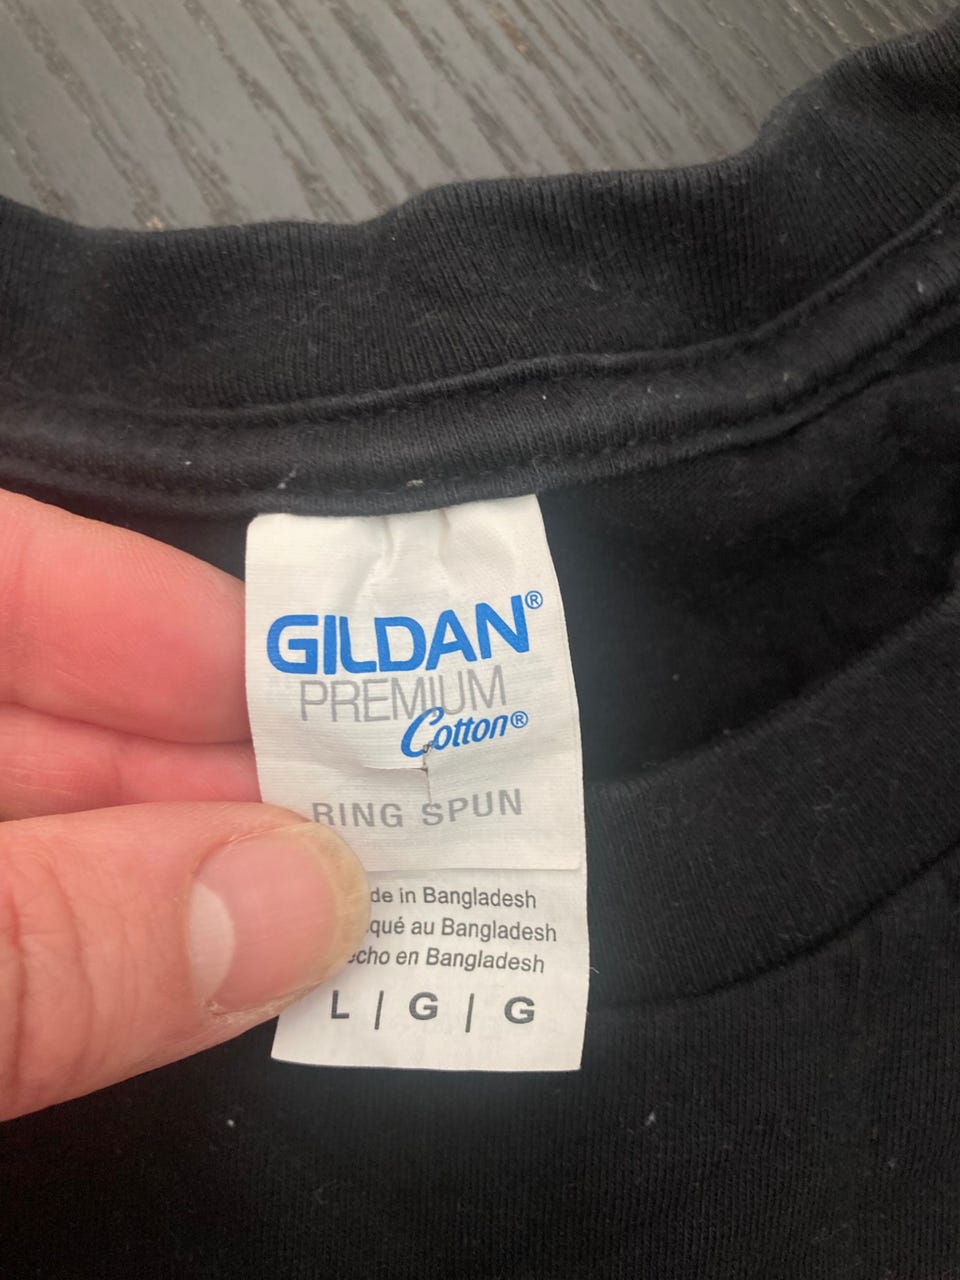 GILDAN®
PREMIUM
Cotton®
RING SPUN
in Bangladesh
au Bangladesh
en Bangladesh
L | G | G